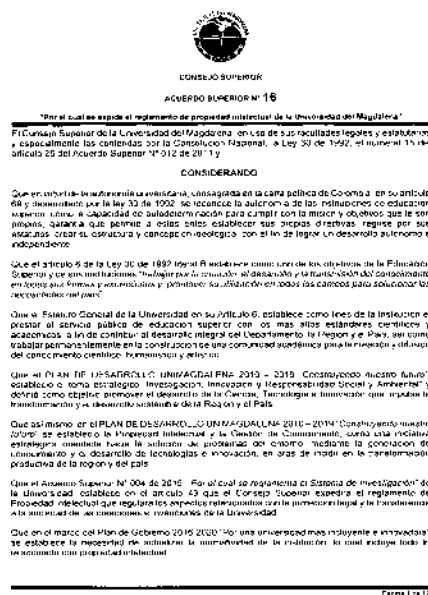 CONSEJO SUPERIOR
ACUERDO SUPERIOR N° 16
"Por el cual se expide el reglamento de propiedad intelectual de la Universidad del Magdalena"
El Consejo Superior de la Universidad del Magdalena, en uso de sus facultades legales y estatutarias
y especialmente las contenidas por la Constitución Nacional, la Ley 30 de 1992, el numeral 15 del
artículo 25 del Acuerdo Superior N° 012 de 2011 y
CONSIDERANDO
Que en virtud de la autonomía universitaria, consagrada en la carta política de Colombia en su artículo
69 y desarrollado por la ley 30 de 1992, se reconoce la autonomía de las instituciones de educación
superior como la capacidad de autodeterminación para cumplir con la misión y objetivos que le son
propios, garantía que permite a estos entes establecer sus propias directivas, regirse por sus
estatutos, crear su estructura y concepción ideológica con el fin de lograr un desarrollo autónomo e
independiente
Que el artículo 6 de la Ley 30 de 1992 literal B establece como uno de los objetivos de la Educación
Superior y de sus instituciones "trabajar por la creación, el desarrollo y la transmisión del conocimiento
en todas sus formas y expresiones y, promover su utilización en todos los campos para solucionar las
necesidades del país"
Que el Estatuto General de la Universidad en su Artículo 6, establece como fines de la Institución el
prestar el servicio público de educación superior con los más altos estándares científicos y
académicos, a fin de contribuir al desarrollo integral del Departamento, la Región y el País, así como
trabajar permanentemente en la construcción de una comunidad académica para la creación y difusión
del conocimiento científico, humanístico y artístico
Que el PLAN DE DESARROLLO UNIMAGDALENA 2010 – 2019 "Construyendo nuestro futuro"
estableció el tema estratégico "Investigación, Innovación y Responsabilidad Social y Ambiental" y
definió como objetivo promover el desarrollo de la Ciencia, Tecnología e Innovación que impulse la
transformación y el desarrollo sostenible de la Región y el País
Que así mismo en el PLAN DE DESARROLLO UNIMAGDALENA 2010 – 2019 "Construyendo nuestro
futuro" se estableció la Propiedad Intelectual y la Gestión de Conocimiento, como una iniciativa
estratégica orientada hacia la solución de problemas del entorno mediante la generación de
conocimiento y el desarrollo de tecnologías e innovación, en aras de incidir en la transformación
productiva de la región y del país
Que el Acuerdo Superior N° 004 de 2015 "Por el cual se reglamenta el Sistema de Investigación" de
la Universidad establece en el artículo 43 que el Consejo Superior expedirá el reglamento de
Propiedad Intelectual que regulará los aspectos relacionados con la protección legal y la transferencia
a la sociedad de las creaciones e invenciones de la Universidad
Que en el marco del Plan de Gobierno 2016-2020 "Por una universidad más incluyente e innovadora"
se establece la necesidad de actualizar la normatividad de la institución, lo cual incluye todo lo
relacionado con propiedad intelectual